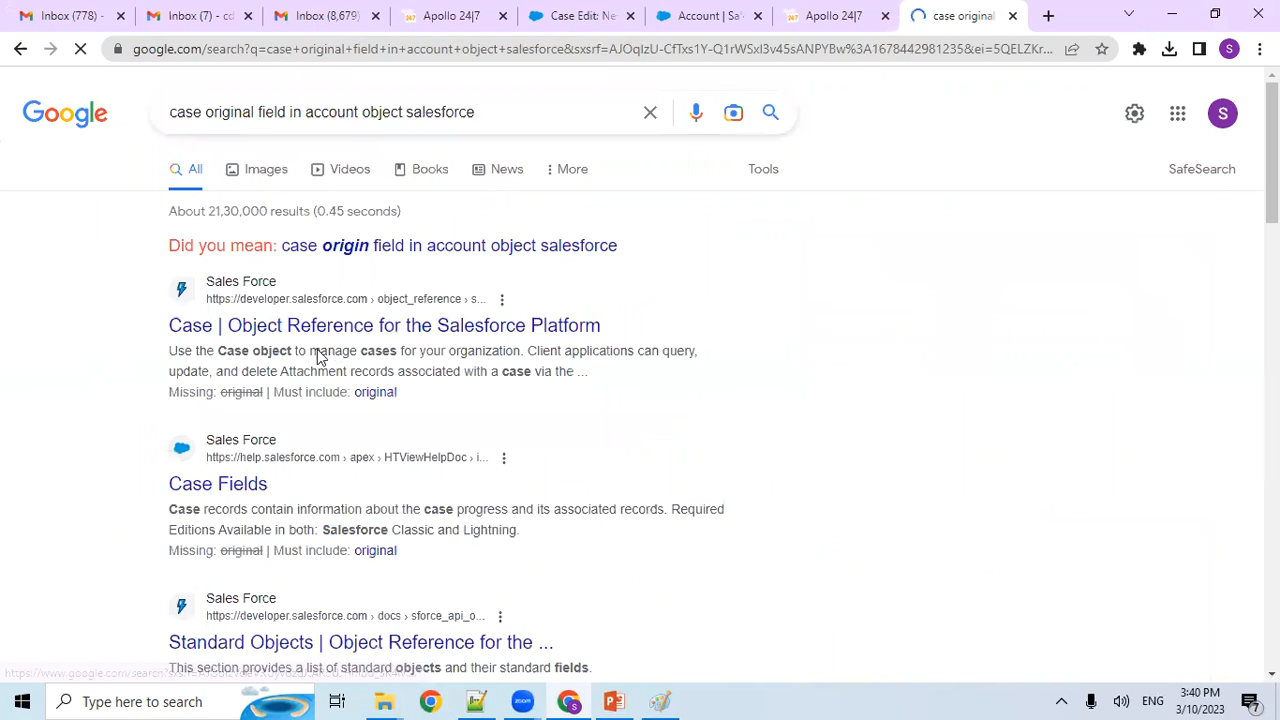 Inbox (778) - c
Inbox (
Inbox (8,679)
Apollo 24|7
Case Edit: Ne
Account | Sa
Apollo 24|7
case original
google.com/search?q=case+original+field+in+account+object+salesforce&sxsrf=AJOqlzU-CfTxs1Y-Q1rWSxl3v45sANPYBw%3A1678442981235&ei=5QELZKr...
S
Google
case original field in account object salesforce
S
All
Images
Videos
Books
News
More
Tools
SafeSearch
About 21,30,000 results (0.45 seconds)
Did you mean: case origin field in account object salesforce
Sales Force
https://developer.salesforce.com › object_reference › s...
Case | Object Reference for the Salesforce Platform
Use the Case object to manage cases for your organization. Client applications can query,
update, and delete Attachment records associated with a case via the ...
Missing: original | Must include: original
Sales Force
https://help.salesforce.com › apex › HTViewHelpDoc › i...
Case Fields
Case records contain information about the case progress and its associated records. Required
Editions Available in both: Salesforce Classic and Lightning.
Missing: original | Must include: original
Sales Force
https://developer.salesforce.com › docs › sforce_api_o...
Standard Objects | Object Reference for the ...
This section provides a list of standard objects and their standard fields.
Type here to search
zoom
ENG
3:40 PM
3/10/2023
7